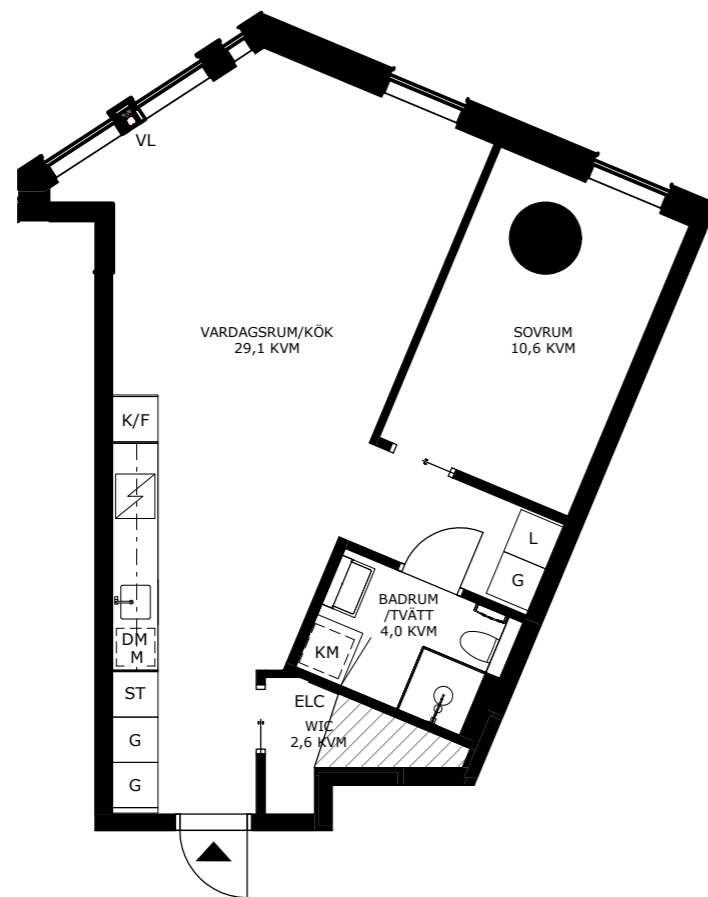 VL
VARDAGSRUM/KÖK
29,1 KVM
SOVRUM
10,6 KVM
K/F
L
G
BADRUM
/TVÄTT
4,0 KVM
DM
M
KM
ST
ELC
WIC
2,6 KVM
G
G